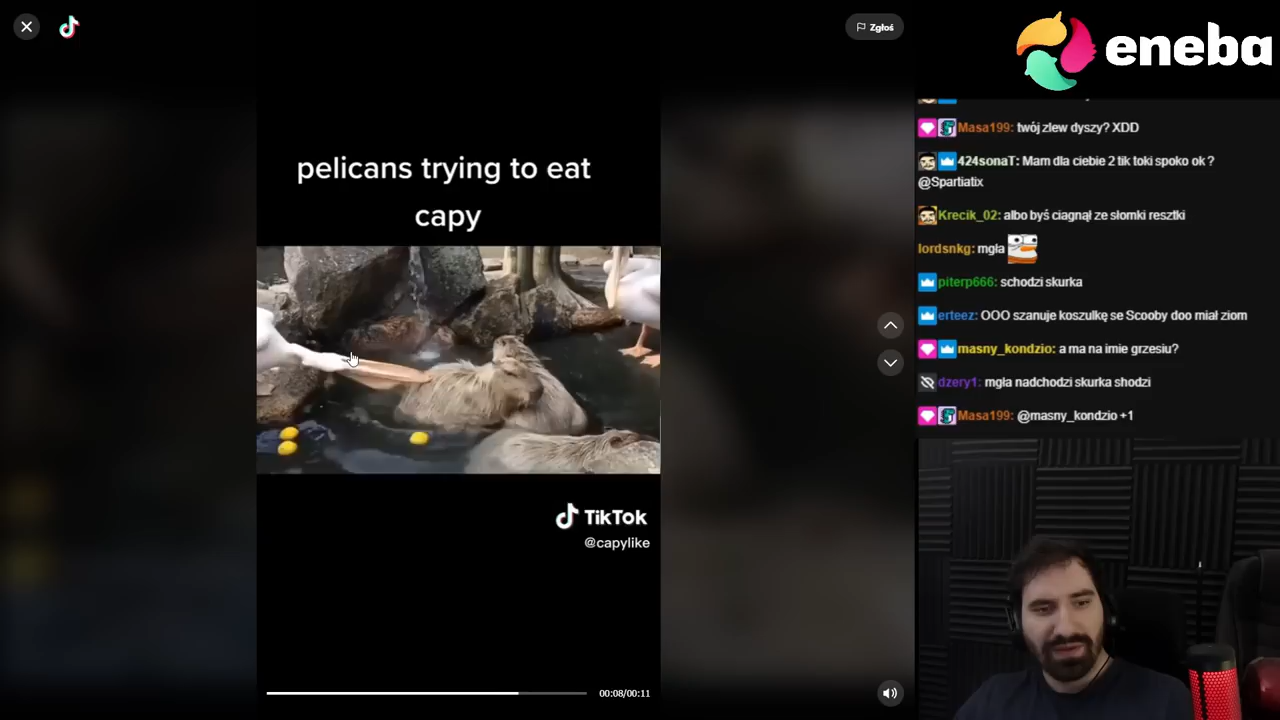 Zgłoś
pelicans trying to eat
capy
TikTok
@capylike
00:08/00:11
eneba
Masa199: twój zlew dyszy? XDD
424sonaT: Mam dla ciebie 2 tik toki spoko ok ?
@Spartiatix
Krecik_02: albo byś ciagnął ze słomki resztki
lordsnkg: mgła
piterp666: schodzi skurka
erteez: OOO szanuje koszulkę se Scooby doo miał ziom
masny_kondzio: a ma na imie grzesiu?
dzery1: mgła nadchodzi skurka shodzi
Masa199: @masny_kondzio +1